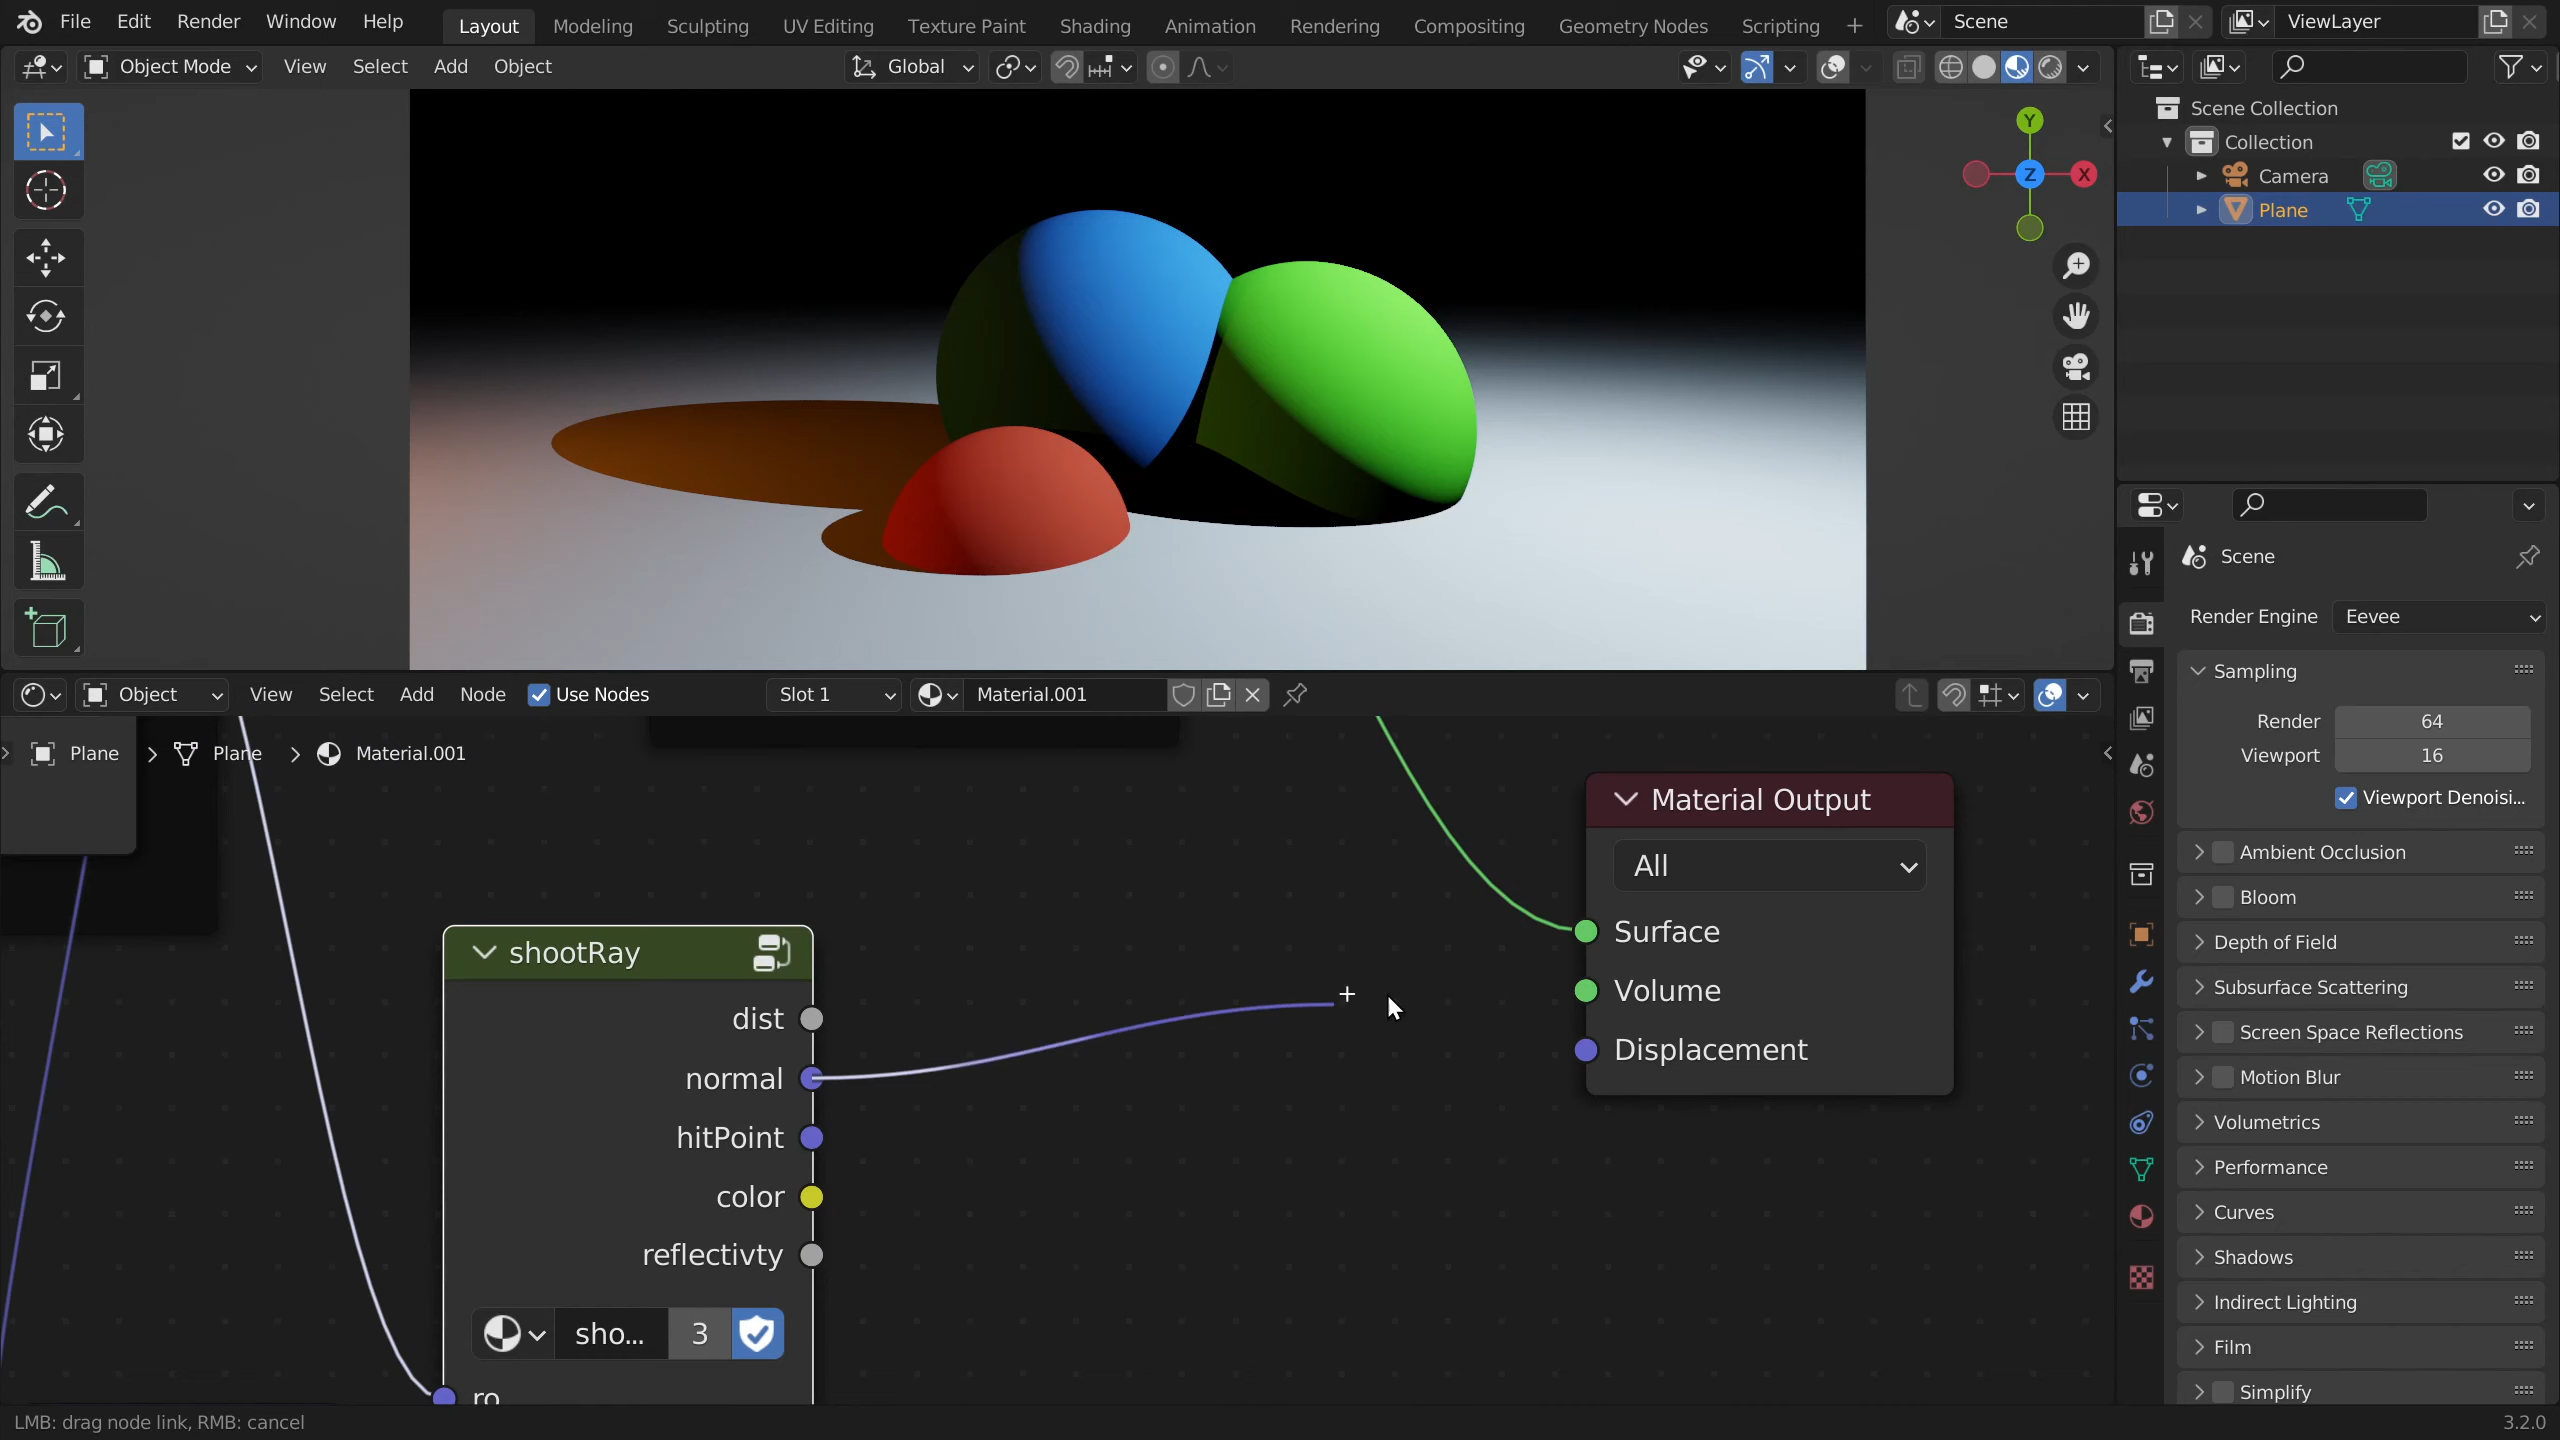 File Edit Render Window Help Layout Modeling Sculpting UV Editing Texture Paint Shading Animation Rendering Compositing Geometry Nodes Scripting + Scene ViewLayer
Object Mode View Select Add Object Global
Y
X
Z
Scene Collection
Collection
Camera
Plane
Scene
Render Engine Eevee
Sampling
Render 64
Viewport 16
Viewport Denoisi...
Ambient Occlusion
Bloom
Depth of Field
Subsurface Scattering
Screen Space Reflections
Motion Blur
Volumetrics
Performance
Curves
Shadows
Indirect Lighting
Film
Simplify
Object View Select Add Node Use Nodes Slot 1 Material.001
Plane Plane Material.001
Material Output
All
Surface
Volume
Displacement
shootRay
dist
normal
hitPoint
color
reflectivty
sho... 3
ro
LMB: drag node link, RMB: cancel
3.2.0